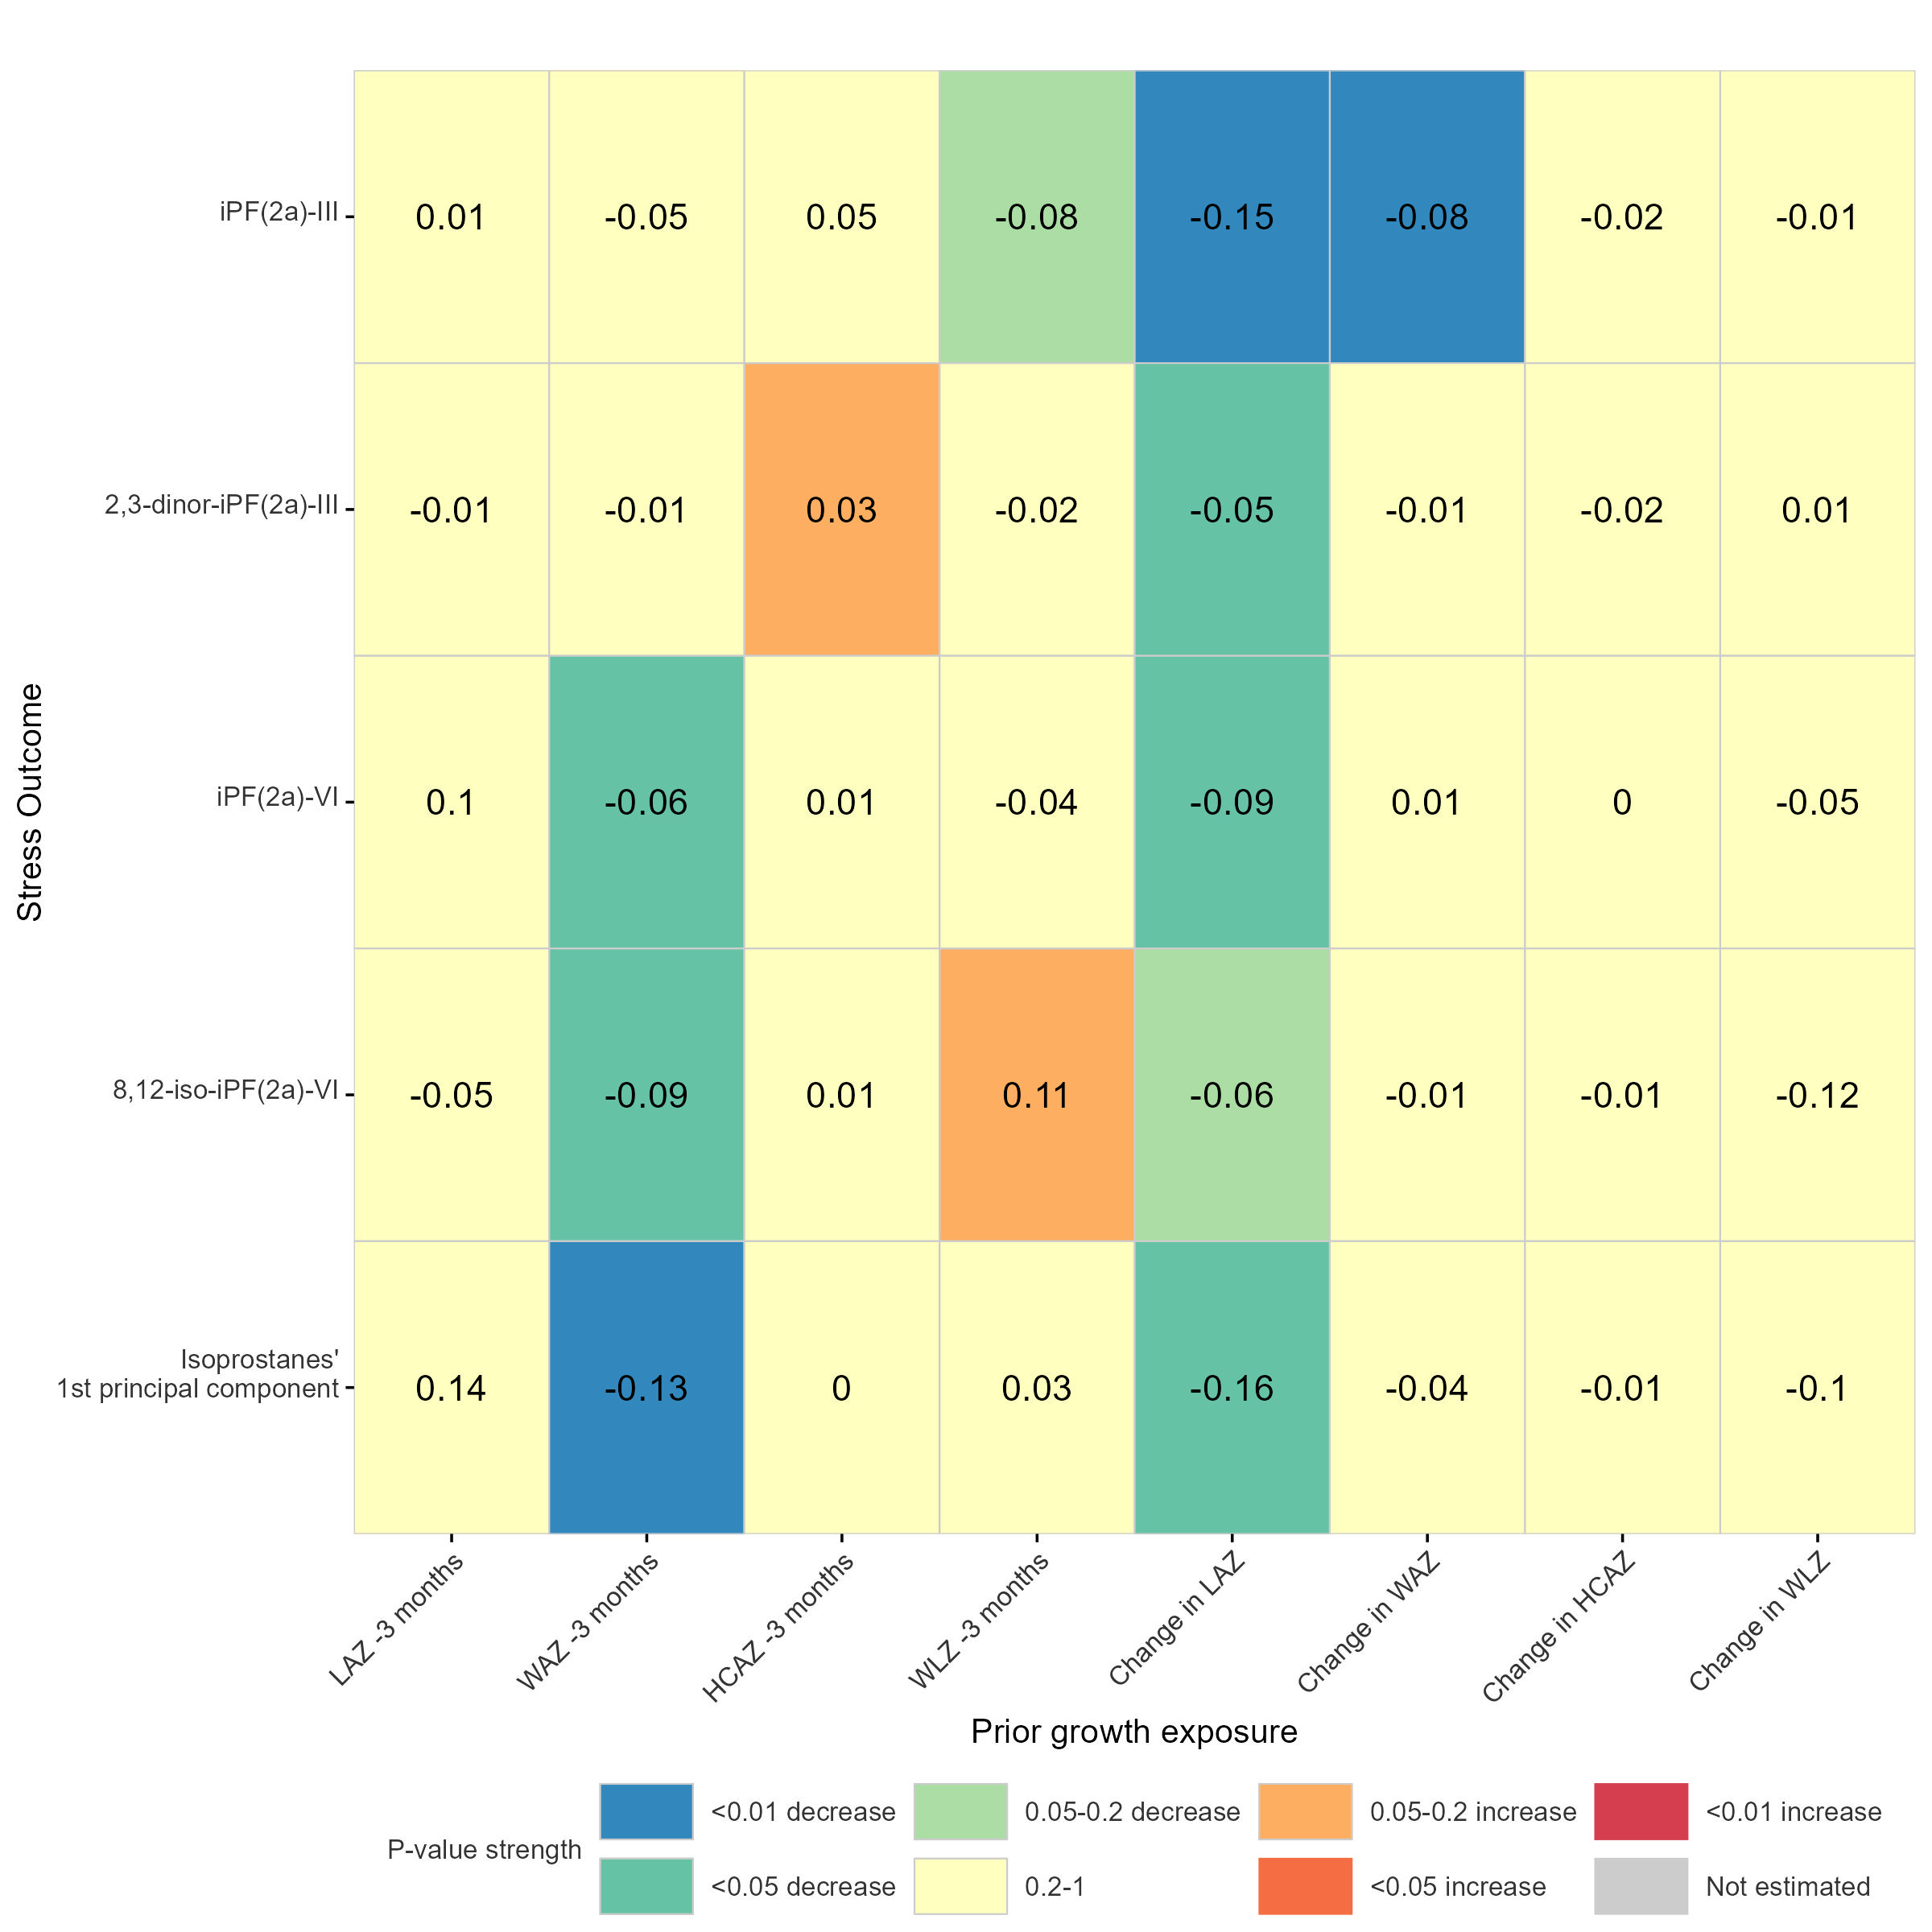 iPF(2a)-III
0.01 -0.05 0.05 -0.08 -0.15 -0.08 -0.02 -0.01
2,3-dinor-iPF(2a)-III
-0.01 -0.01 0.03 -0.02 -0.05 -0.01 -0.02 0.01
iPF(2a)-VI
0.1 -0.06 0.01 -0.04 -0.09 0.01 0 -0.05
8,12-iso-iPF(2a)-VI
-0.05 -0.09 0.01 0.11 -0.06 -0.01 -0.01 -0.12
Isoprostanes'
1st principal component
0.14 -0.13 0 0.03 -0.16 -0.04 -0.01 -0.1
Stress Outcome
LAZ -3 months
WAZ -3 months
HCAZ -3 months
WLZ -3 months
Change in LAZ
Change in WAZ
Change in HCAZ
Change in WLZ
Prior growth exposure
P-value strength
<0.01 decrease
<0.05 decrease
0.05-0.2 decrease
0.2-1
0.05-0.2 increase
<0.05 increase
<0.01 increase
Not estimated